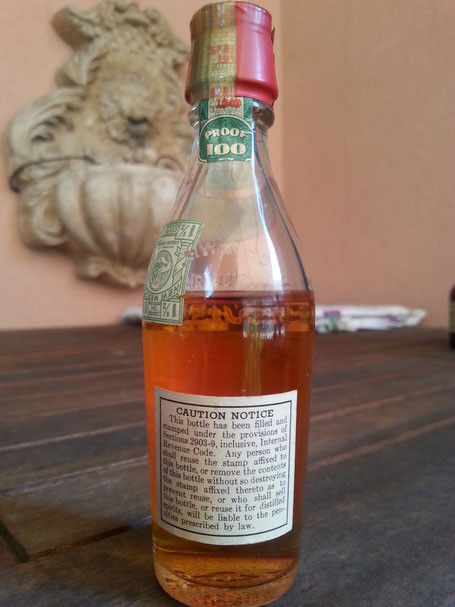 PROOF
100
CAUTION NOTICE
This bottle has been filled and
stamped under the provisions of
Sections 2903-9, inclusive, Internal
Revenue Code. Any person who
shall reuse the stamp affixed to
this bottle, or remove the contents
of this bottle without so destroying
the stamp affixed thereto as to
prevent reuse, or who shall sell
this bottle, or reuse it for distilled
spirits, will be liable to the pen-
alties prescribed by law.